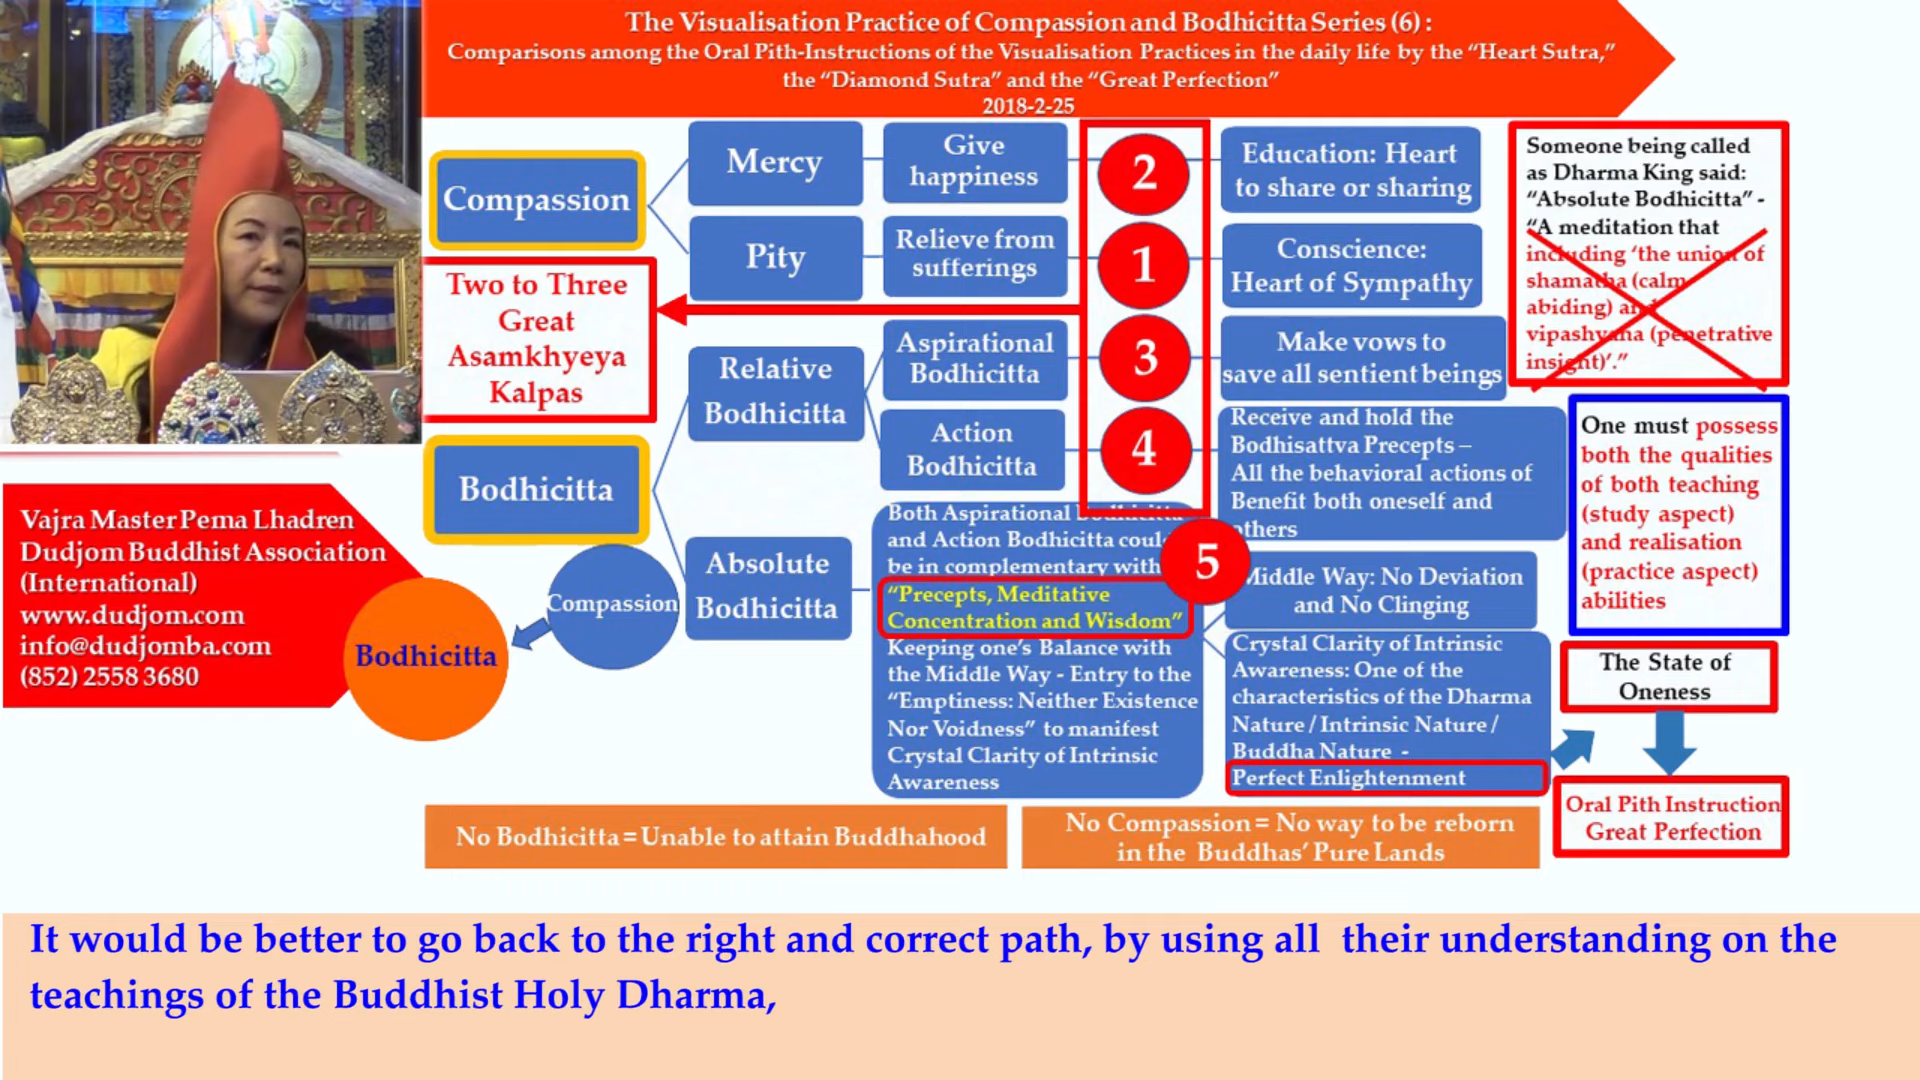 The Visualisation Practice of Compassion and Bodhicitta Series (6) :
Comparisons among the Oral Pith-Instructions of the Visualisation Practices in the daily life by the “Heart Sutra,”
the “Diamond Sutra” and the “Great Perfection”
2018-2-25
Compassion
Mercy
Give
happiness
2
Education: Heart
to share or sharing
Pity
Relieve from
sufferings
1
Conscience:
Heart of Sympathy
Someone being called
as Dharma King said:
“Absolute Bodhicitta” -
“A meditation that
including ‘the union of
shamatha (calm
abiding) and
vipashyana (penetrative
insight)’.”
Two to Three
Great
Asamkhyeya
Kalpas
Bodhicitta
Relative
Bodhicitta
Aspirational
Bodhicitta
3
Make vows to
save all sentient beings
Action
Bodhicitta
4
Receive and hold the
Bodhisattva Precepts –
All the behavioral actions of
Benefit both oneself and
others
One must possess
both the qualities
of both teaching
(study aspect)
and realisation
(practice aspect)
abilities
Absolute
Bodhicitta
Both Aspirational Bodhicitta
and Action Bodhicitta could
be in complementary with
“Precepts, Meditative
Concentration and Wisdom”
Keeping one’s Balance with
the Middle Way - Entry to the
“Emptiness: Neither Existence
Nor Voidness” to manifest
Crystal Clarity of Intrinsic
Awareness
5
Middle Way: No Deviation
and No Clinging
Crystal Clarity of Intrinsic
Awareness: One of the
characteristics of the Dharma
Nature / Intrinsic Nature /
Buddha Nature -
Perfect Enlightenment
The State of
Oneness
Oral Pith Instruction
Great Perfection
Vajra Master Pema Lhadren
Dudjom Buddhist Association
(International)
www.dudjom.com
info@dudjomba.com
(852) 2558 3680
Compassion
Bodhicitta
No Bodhicitta = Unable to attain Buddhahood
No Compassion = No way to be reborn
in the Buddhas’ Pure Lands
It would be better to go back to the right and correct path, by using all their understanding on the
teachings of the Buddhist Holy Dharma,